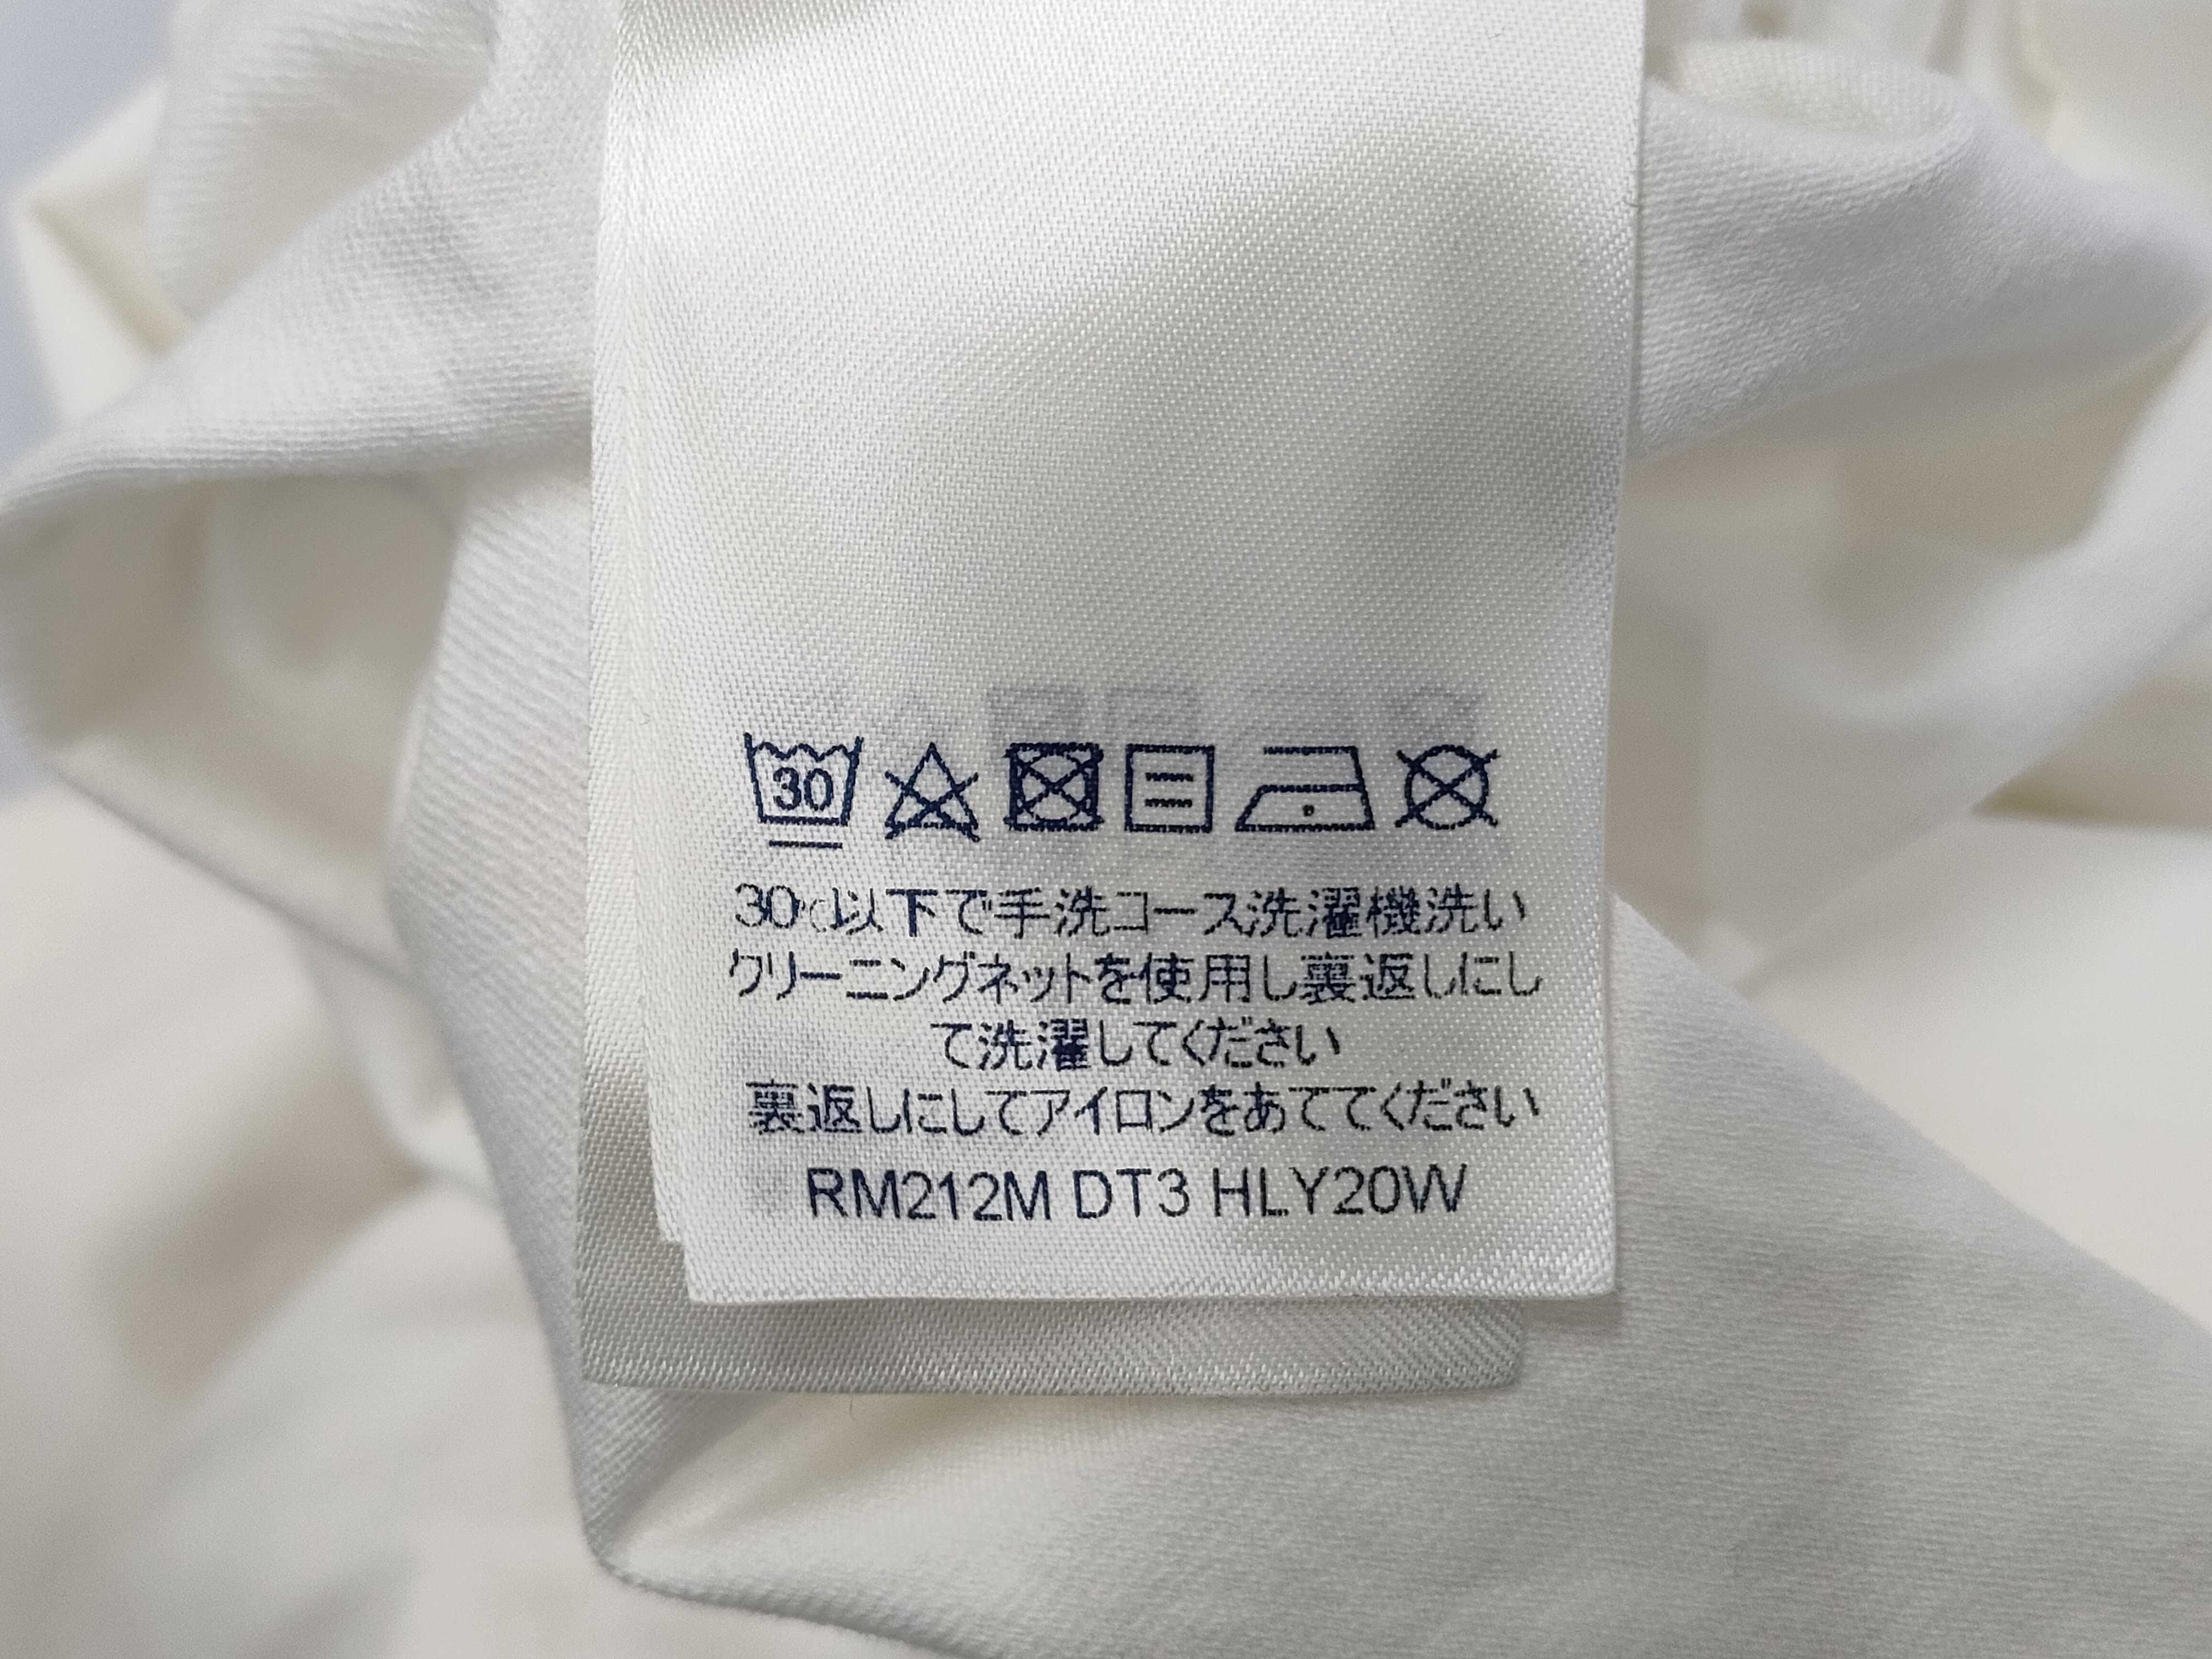 30
30℃以下で手洗コース洗濯機洗い
クリーニングネットを使用し裏返しにし
て洗濯してください
裏返しにしてアイロンをあててください
RM212M DT3 HLY20W